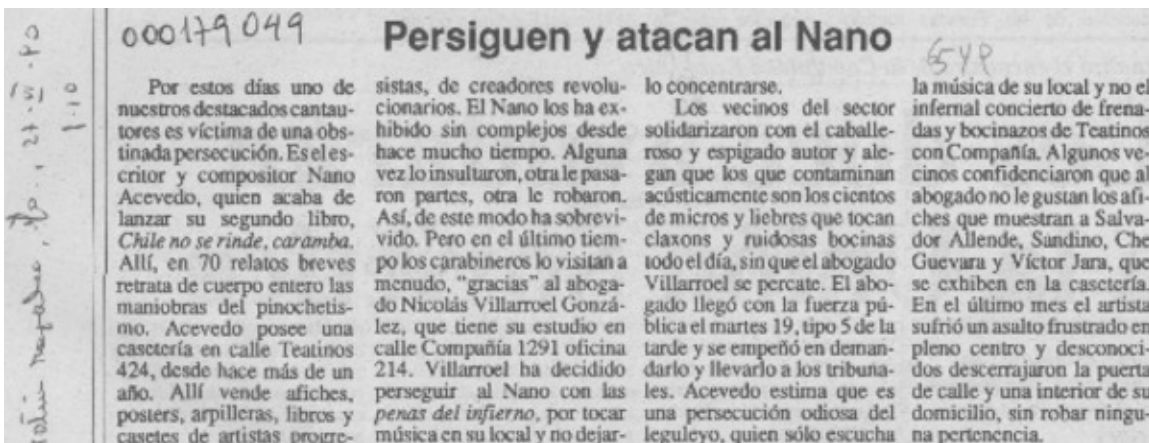 000179049
Persiguen y atacan al Nano
Por estos días uno de
nuestros destacados cantau-
tores es víctima de una obs-
tinada persecución. Es el es-
critor y compositor Nano
Acevedo, quien acaba de
lanzar su segundo libro,
Chile no se rinde, caramba.
Allí, en 70 relatos breves
retrata de cuerpo entero las
maniobras del pinochetis-
mo. Acevedo posee una
casetería en calle Teatinos
424, desde hace más de un
año. Allí vende afiches,
posters, arpilleras, libros y
casetes de artistas progre-
sistas, de creadores revolu-
cionarios. El Nano los ha ex-
hibido sin complejos desde
hace mucho tiempo. Alguna
vez lo insultaron, otra le pasa-
ron partes, otra le robaron.
Así, de este modo ha sobrevi-
vido. Pero en el último tiem-
po los carabineros lo visitan a
menudo, "gracias" al aboga-
do Nicolás Villarroel Gonzá-
lez, que tiene su estudio en
calle Compañía 1291 oficina
214. Villarroel ha decidido
perseguir al Nano con las
penas del infierno, por tocar
música en su local y no dejar-
lo concentrarse.
Los vecinos del sector
solidarizaron con el caballe-
roso y espigado autor y ale-
gan que los que contaminan
acústicamente son los cientos
de micros y liebres que tocan
claxons y ruidosas bocinas
todo el día, sin que el abogado
Villarroel se percate. El abo-
gado llegó con la fuerza pú-
blica el martes 19, tipo 5 de la
tarde y se empeñó en deman-
darlo y llevarlo a los tribuna-
les. Acevedo estima que es
una persecución odiosa del
leguleyo, quien sólo escucha
la música de su local y no el
infernal concierto de frena-
das y bocinazos de Teatinos
con Compañía. Algunos ve-
cinos confidenciaron que al
abogado no le gustan los afi-
ches que muestran a Salva-
dor Allende, Sandino, Che
Guevara y Víctor Jara, que
se exhiben en la casetería.
En el último mes el artista
sufrió un asalto frustrado en
pleno centro y desconoci-
dos descerrajaron la puerta
de calle y una interior de su
domicilio, sin robar ningu-
na pertenencia.